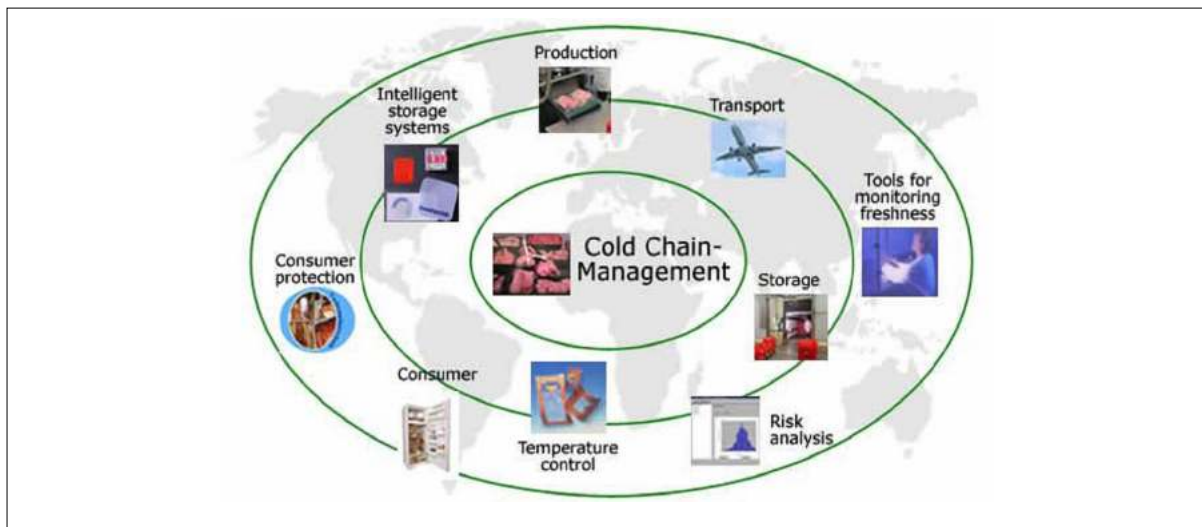 Production
Intelligent
storage
systems
Transport
Tools for
monitoring
freshness
Cold Chain-
Management
Consumer
protection
Storage
Consumer
Temperature
control
Risk
analysis